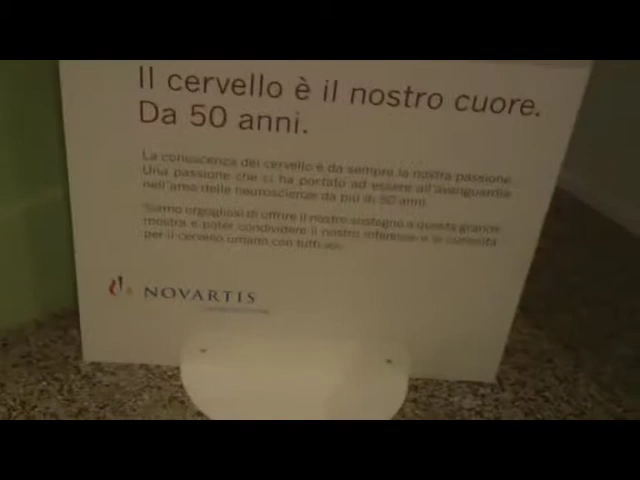 Il cervello è il nostro cuore.
Da 50 anni.
La conoscenza del cervello è da sempre la nostra passione.
Una passione che ci ha portato ad essere all'avanguardia
nell'area delle neuroscienze da più di 50 anni.
Siamo orgogliosi di offrire il nostro sostegno a questa grande
mostra e poter condividere il nostro interesse e la curiosità
per il cervello umano con tutti voi.
NOVARTIS